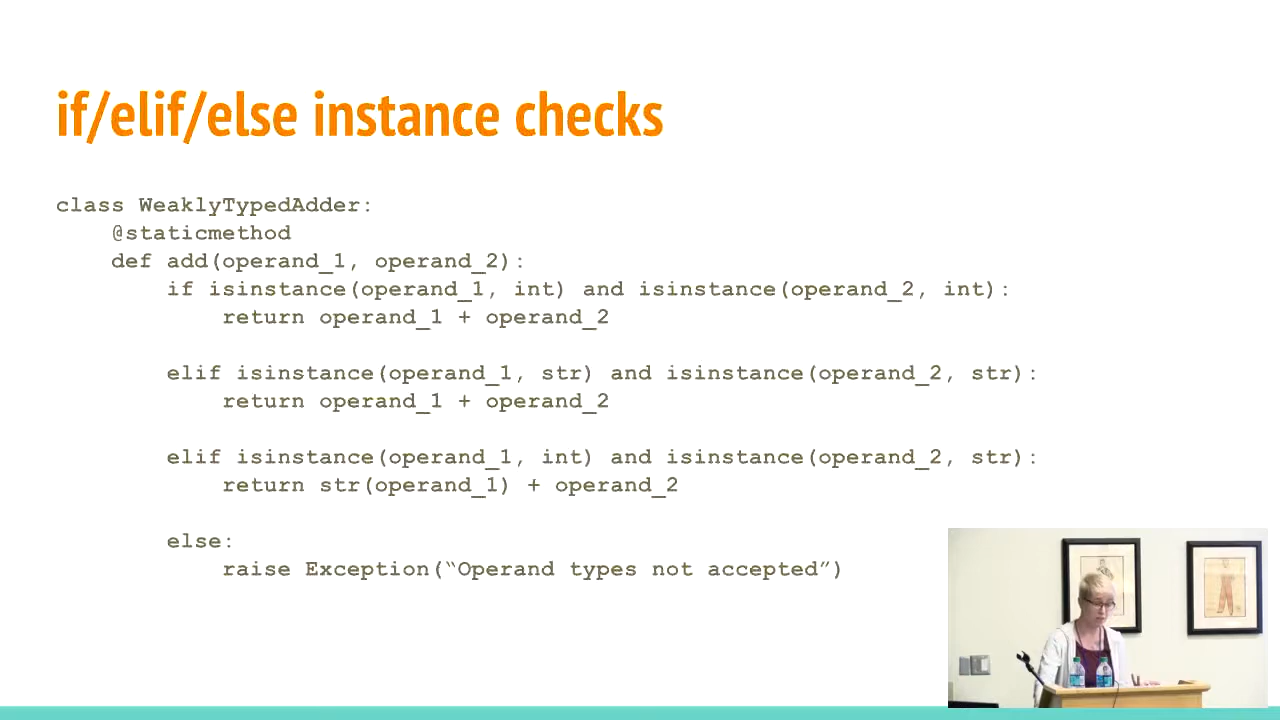 if/elif/else instance checks
class WeaklyTypedAdder:
    @staticmethod
    def add(operand_1, operand_2):
        if isinstance(operand_1, int) and isinstance(operand_2, int):
            return operand_1 + operand_2
        elif isinstance(operand_1, str) and isinstance(operand_2, str):
            return operand_1 + operand_2
        elif isinstance(operand_1, int) and isinstance(operand_2, str):
            return str(operand_1) + operand_2
        else:
            raise Exception(“Operand types not accepted”)